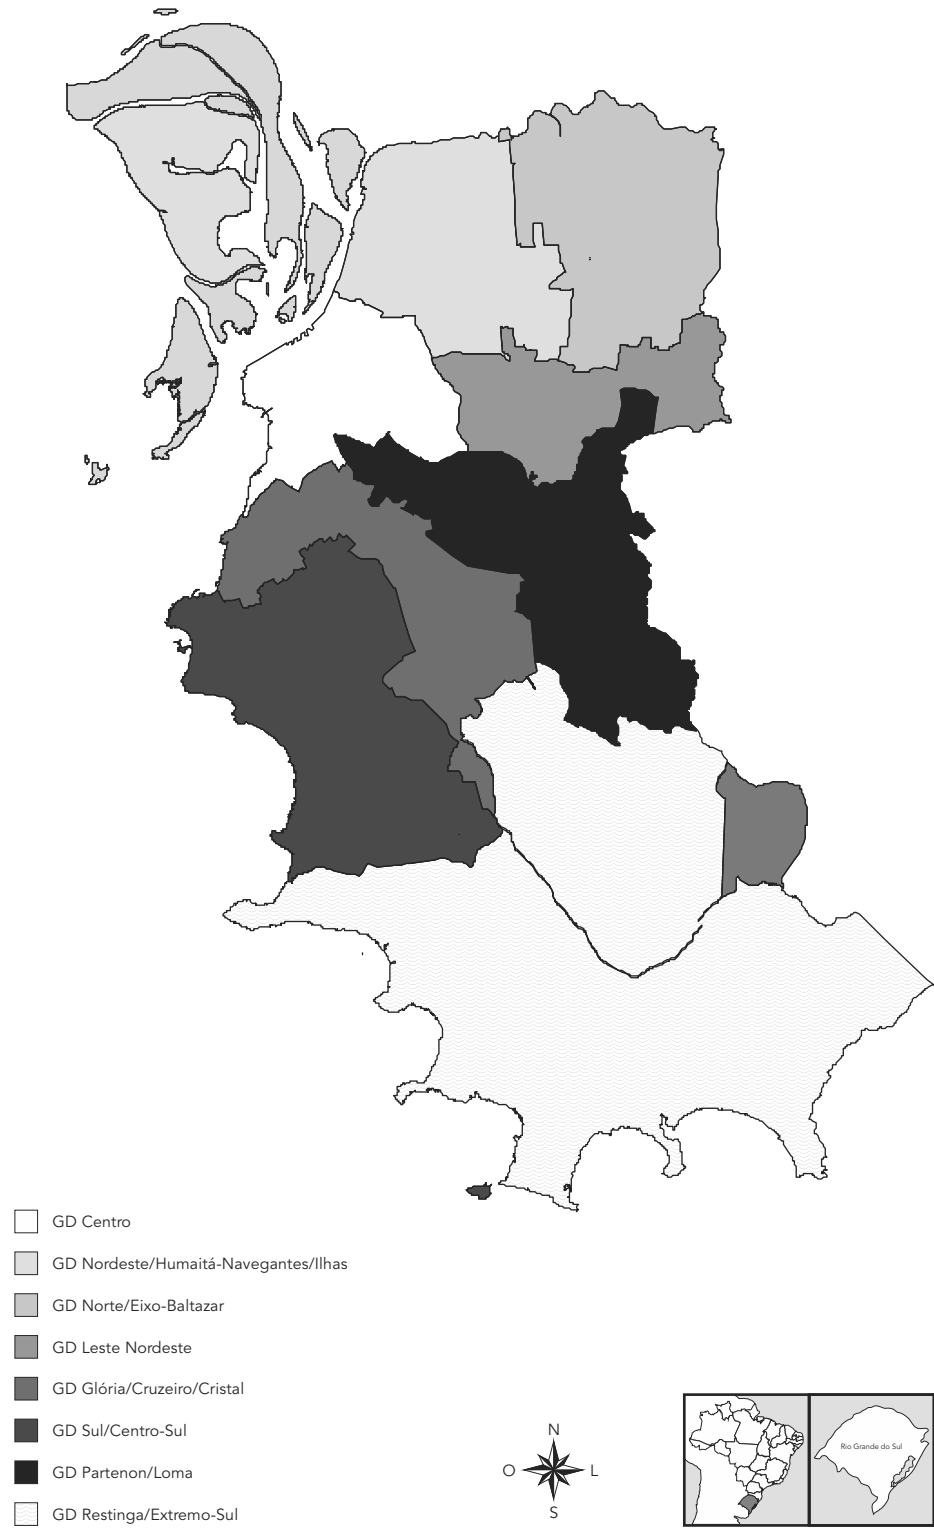 GD Centro
GD Nordeste/Humaitá-Navegantes/Ilhas
GD Norte/Eixo-Baltazar
GD Leste Nordeste
GD Glória/Cruzeiro/Cristal
GD Sul/Centro-Sul
GD Partenon/Loma
GD Restinga/Extremo-Sul
N
O
L
S
Rio Grande do Sul